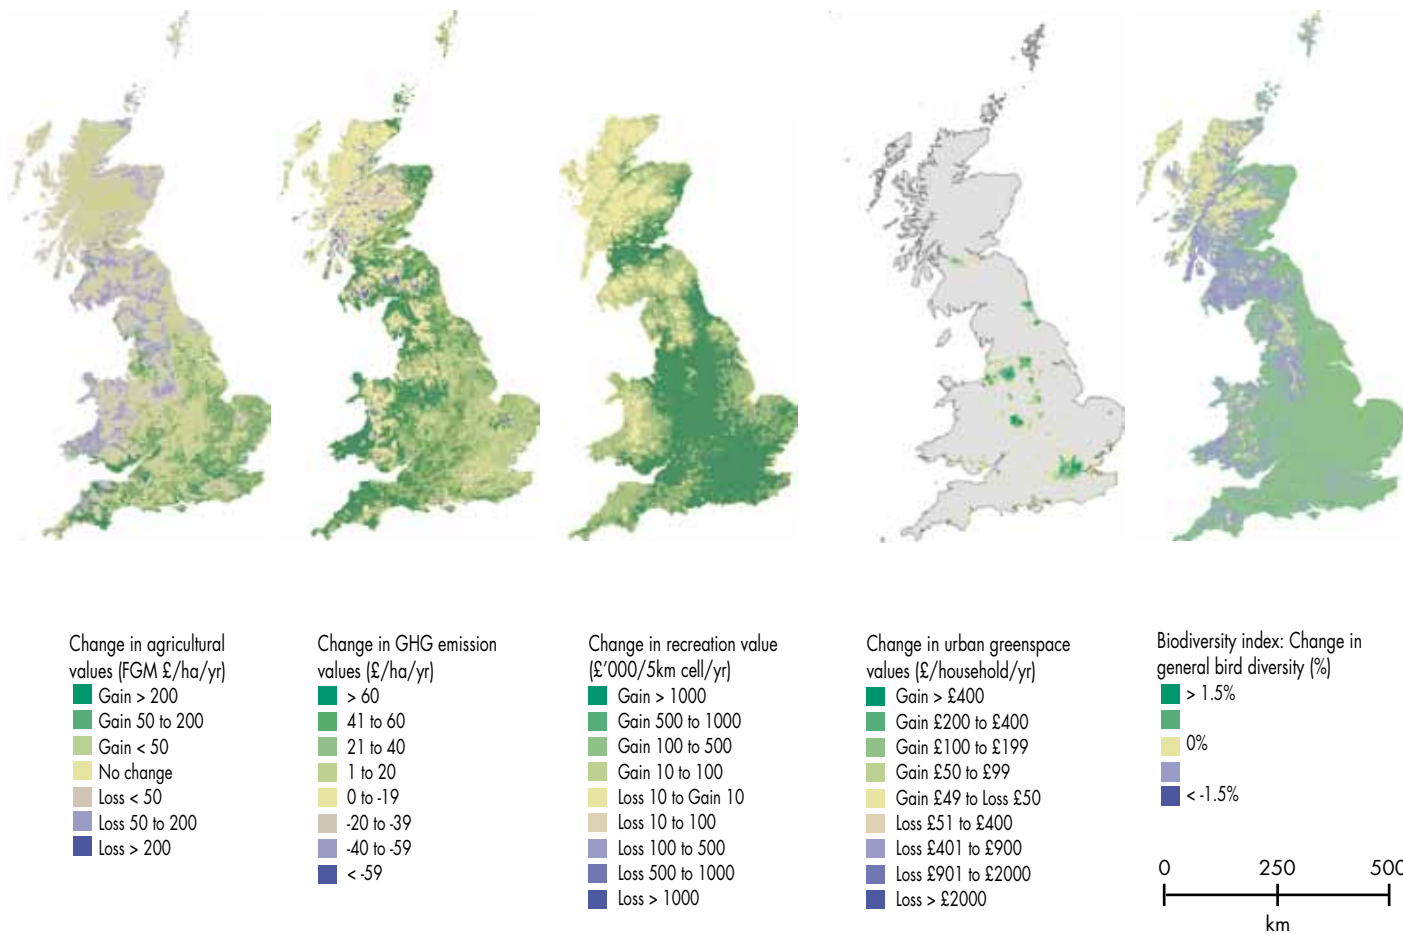 Change in agricultural
values (FGM £/ha/yr)
Gain > 200
Gain 50 to 200
Gain < 50
No change
Loss < 50
Loss 50 to 200
Loss > 200
Change in GHG emission
values (£/ha/yr)
> 60
41 to 60
21 to 40
1 to 20
0 to -19
-20 to -39
-40 to -59
< -59
Change in recreation value
(£'000/5km cell/yr)
Gain > 1000
Gain 500 to 1000
Gain 100 to 500
Gain 10 to 100
Loss 10 to Gain 10
Loss 10 to 100
Loss 100 to 500
Loss 500 to 1000
Loss > 1000
Change in urban greenspace
values (£/household/yr)
Gain > £400
Gain £200 to £400
Gain £100 to £199
Gain £50 to £99
Gain £49 to Loss £50
Loss £51 to £400
Loss £401 to £900
Loss £901 to £2000
Loss > £2000
Biodiversity index: Change in
general bird diversity (%)
> 1.5%
0%
< -1.5%
0 250 500
km